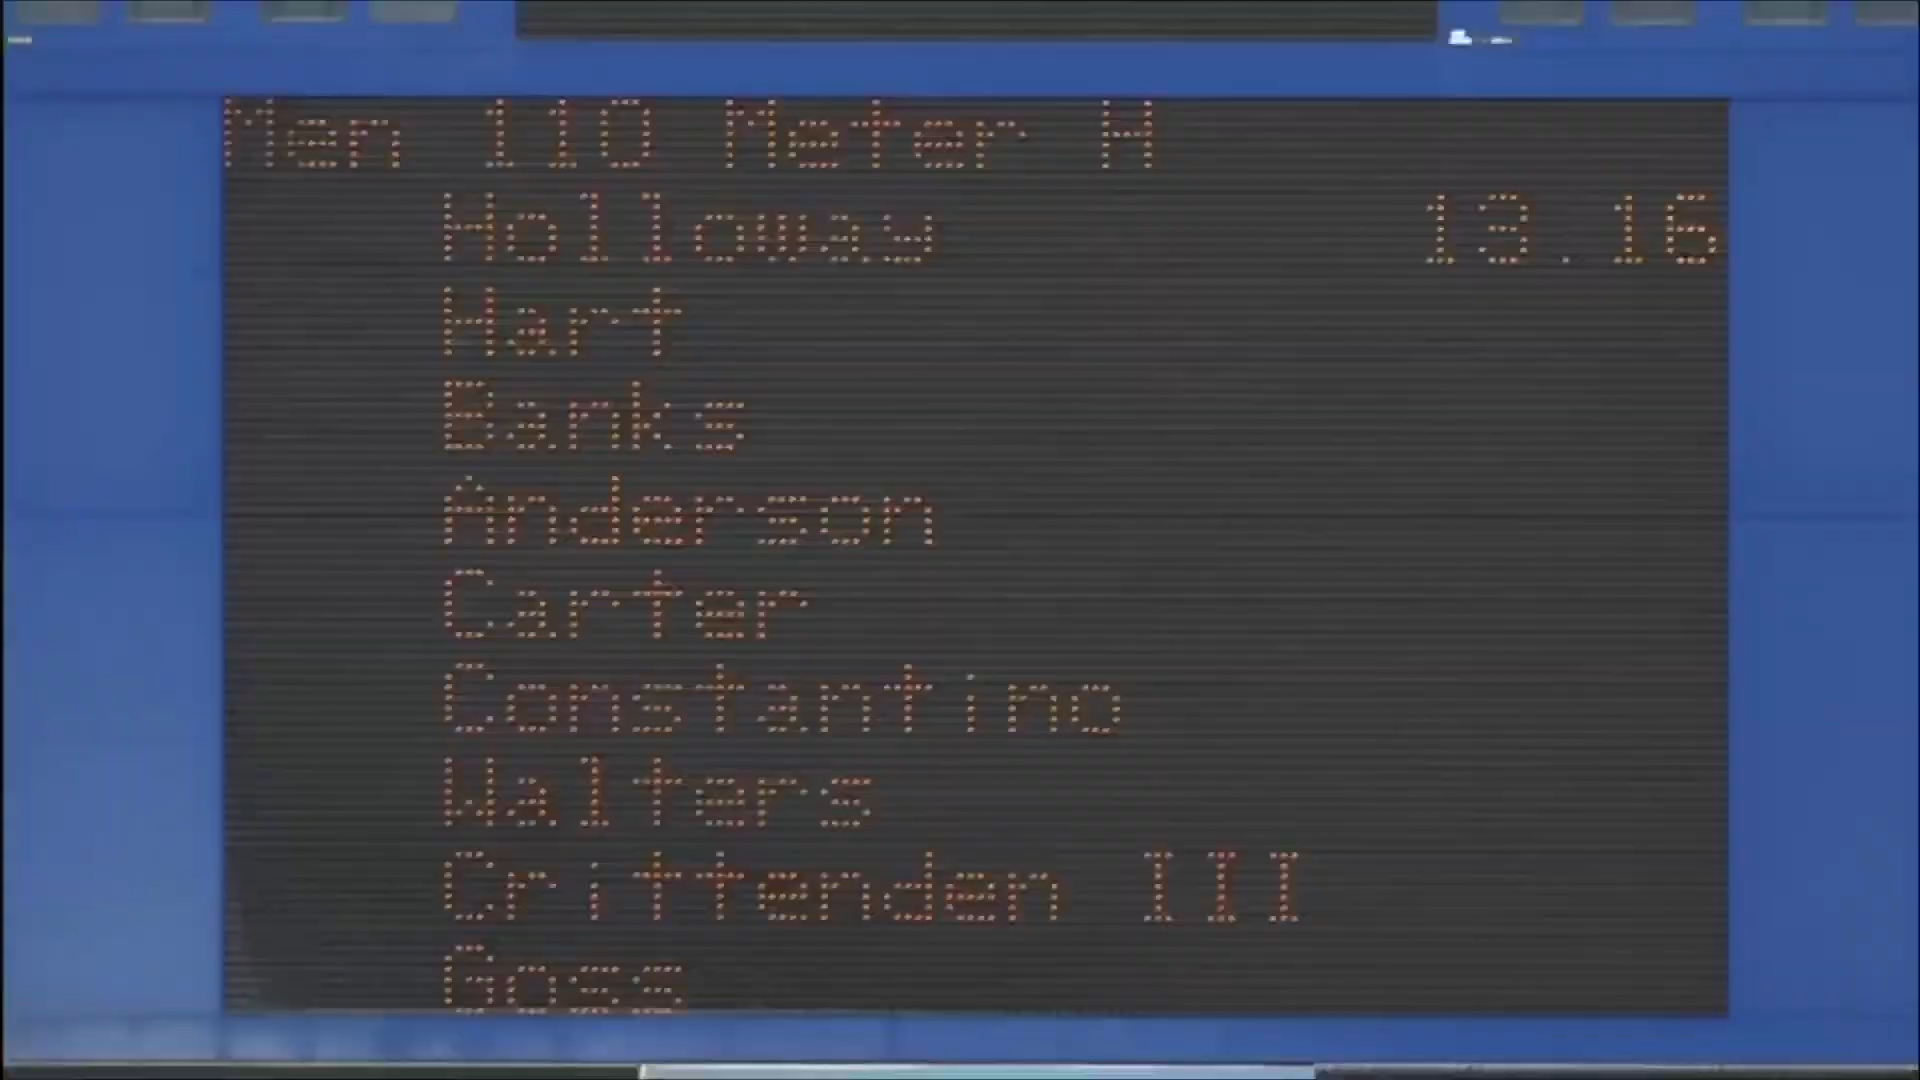 Men 110 Meter H
Holloway 13.16
Hart
Banks
Anderson
Carter
Constantino
Walters
Crittenden III
Goss